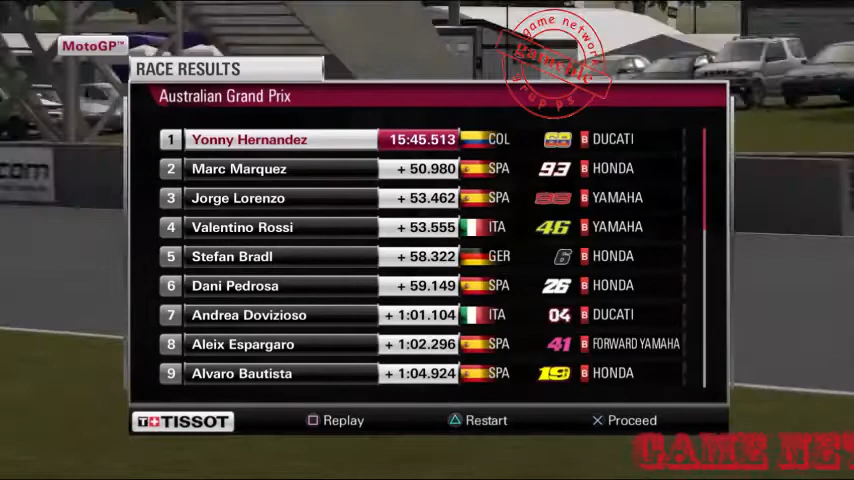 game network
gamefile
grupps
MotoGP™
RACE RESULTS
Australian Grand Prix
1 Yonny Hernandez 15:45.513 COL 68 B DUCATI
2 Marc Marquez + 50.980 SPA 93 B HONDA
3 Jorge Lorenzo + 53.462 SPA 99 B YAMAHA
4 Valentino Rossi + 53.555 ITA 46 B YAMAHA
5 Stefan Bradl + 58.322 GER 6 B HONDA
6 Dani Pedrosa + 59.149 SPA 26 B HONDA
7 Andrea Dovizioso + 1:01.104 ITA 04 B DUCATI
8 Aleix Espargaro + 1:02.296 SPA 41 B FORWARD YAMAHA
9 Alvaro Bautista + 1:04.924 SPA 19 B HONDA
.com
T+TISSOT Replay Restart Proceed
GAME NE